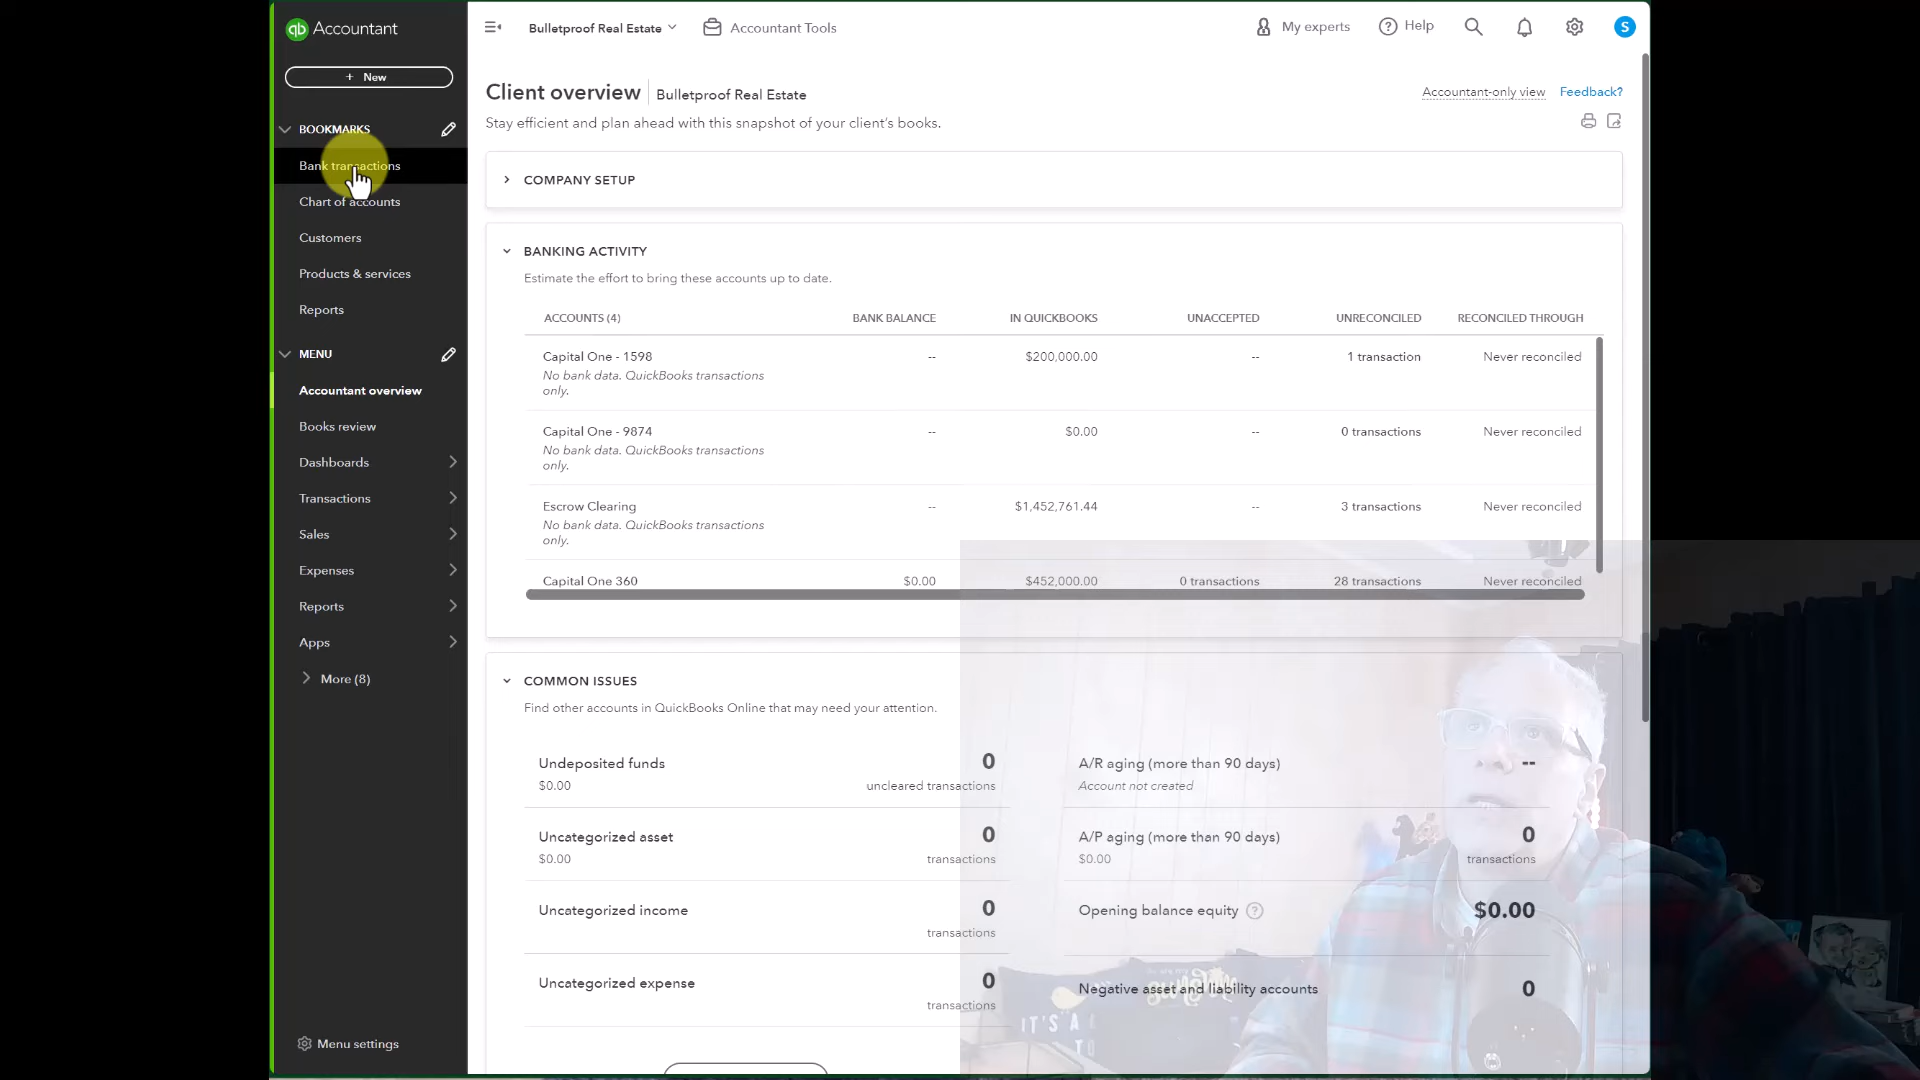 qb Accountant
+ New
BOOKMARKS
Bank transactions
Chart of accounts
Customers
Products & services
Reports
MENU
Accountant overview
Books review
Dashboards
Transactions
Sales
Expenses
Reports
Apps
More (8)
Menu settings
Bulletproof Real Estate
Accountant Tools
My experts
? Help
S
Client overview
Bulletproof Real Estate
Accountant-only view
Feedback?
Stay efficient and plan ahead with this snapshot of your client's books.
COMPANY SETUP
BANKING ACTIVITY
Estimate the effort to bring these accounts up to date.
ACCOUNTS (4) BANK BALANCE IN QUICKBOOKS UNACCEPTED UNRECONCILED RECONCILED THROUGH
Capital One - 1598 -- $200,000.00 -- 1 transaction Never reconciled
No bank data. QuickBooks transactions
only.
Capital One - 9874 -- $0.00 -- 0 transactions Never reconciled
No bank data. QuickBooks transactions
only.
Escrow Clearing -- $1,452,761.44 -- 3 transactions Never reconciled
No bank data. QuickBooks transactions
only.
Capital One 360 $0.00 $452,000.00 0 transactions 28 transactions Never reconciled
COMMON ISSUES
Find other accounts in QuickBooks Online that may need your attention.
Undeposited funds 0
$0.00 uncleared transactions
Uncategorized asset 0
$0.00 transactions
Uncategorized income 0
transactions
Uncategorized expense 0
transactions
A/R aging (more than 90 days) --
Account not created
A/P aging (more than 90 days) 0
$0.00 transactions
Opening balance equity ? $0.00
Negative asset and liability accounts 0
sunshine
IT'S A
TO